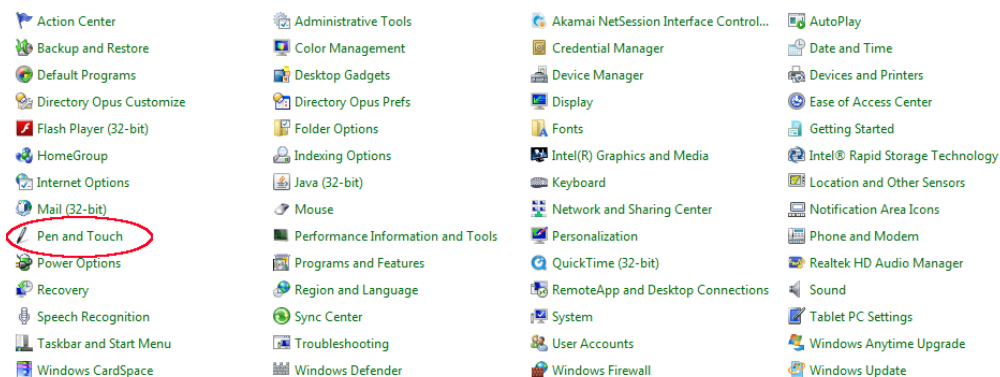 Action Center
Administrative Tools
Akamai NetSession Interface Control...
AutoPlay
Backup and Restore
Color Management
Credential Manager
Date and Time
Default Programs
Desktop Gadgets
Device Manager
Devices and Printers
Directory Opus Customize
Directory Opus Prefs
Display
Ease of Access Center
Flash Player (32-bit)
Folder Options
Fonts
Getting Started
HomeGroup
Indexing Options
Intel(R) Graphics and Media
Intel® Rapid Storage Technology
Internet Options
Java (32-bit)
Keyboard
Location and Other Sensors
Mail (32-bit)
Mouse
Network and Sharing Center
Notification Area Icons
Pen and Touch
Performance Information and Tools
Personalization
Phone and Modem
Power Options
Programs and Features
QuickTime (32-bit)
Realtek HD Audio Manager
Recovery
Region and Language
RemoteApp and Desktop Connections
Sound
Speech Recognition
Sync Center
System
Tablet PC Settings
Taskbar and Start Menu
Troubleshooting
User Accounts
Windows Anytime Upgrade
Windows CardSpace
Windows Defender
Windows Firewall
Windows Update